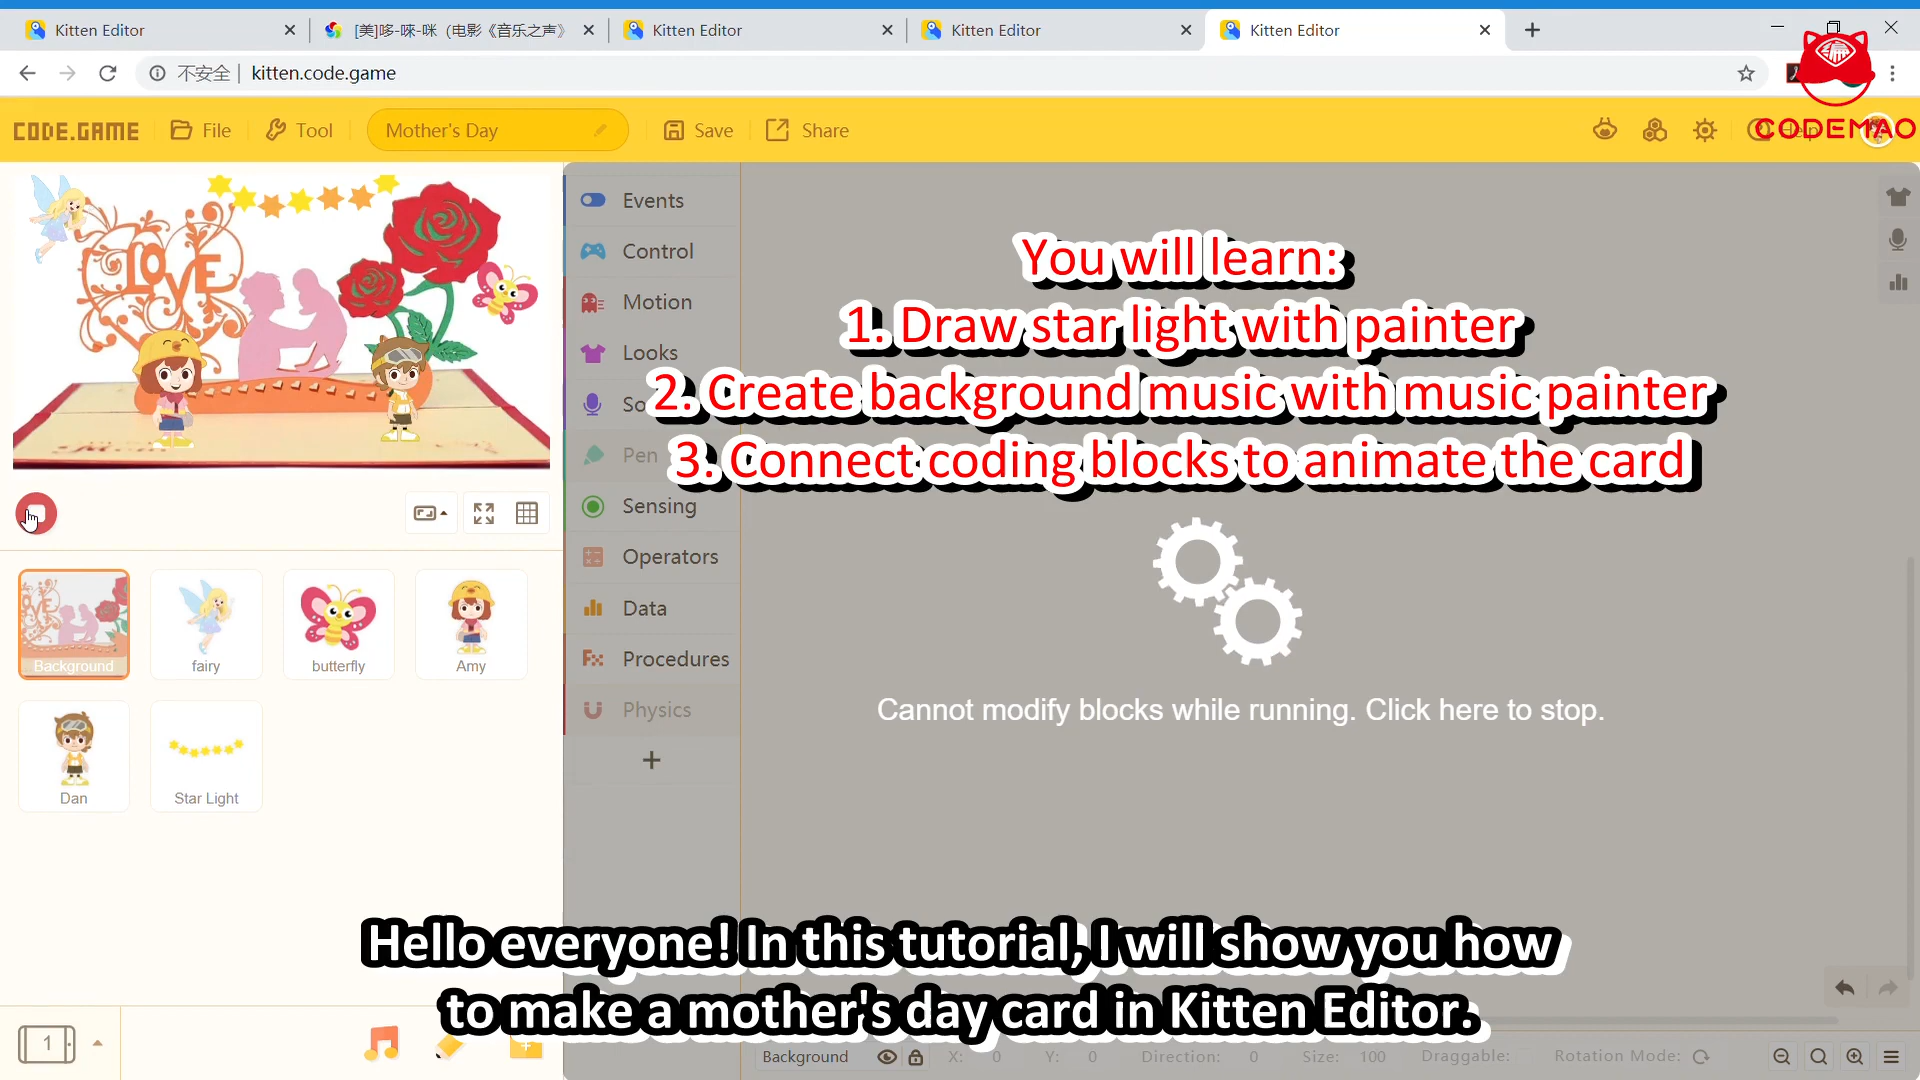 Kitten Editor
[美]哆-唻-咪（电影《音乐之声》
Kitten Editor
Kitten Editor
Kitten Editor
不安全
kitten.code.game
CODE.GAME
File
Tool
Mother's Day
Save
Share
Help
CODEMAO
LOVE
Events
Control
Motion
Looks
So
Pen
Sensing
Operators
Data
Procedures
Physics
You will learn:
1. Draw star light with painter
2. Create background music with music painter
3. Connect coding blocks to animate the card
Cannot modify blocks while running. Click here to stop.
Background
fairy
butterfly
Amy
Dan
Star Light
Hello everyone! In this tutorial, I will show you how
to make a mother's day card in Kitten Editor.
1
Background
X: 0
Y: 0
Direction: 0
Size: 100
Draggable:
Rotation Mode: